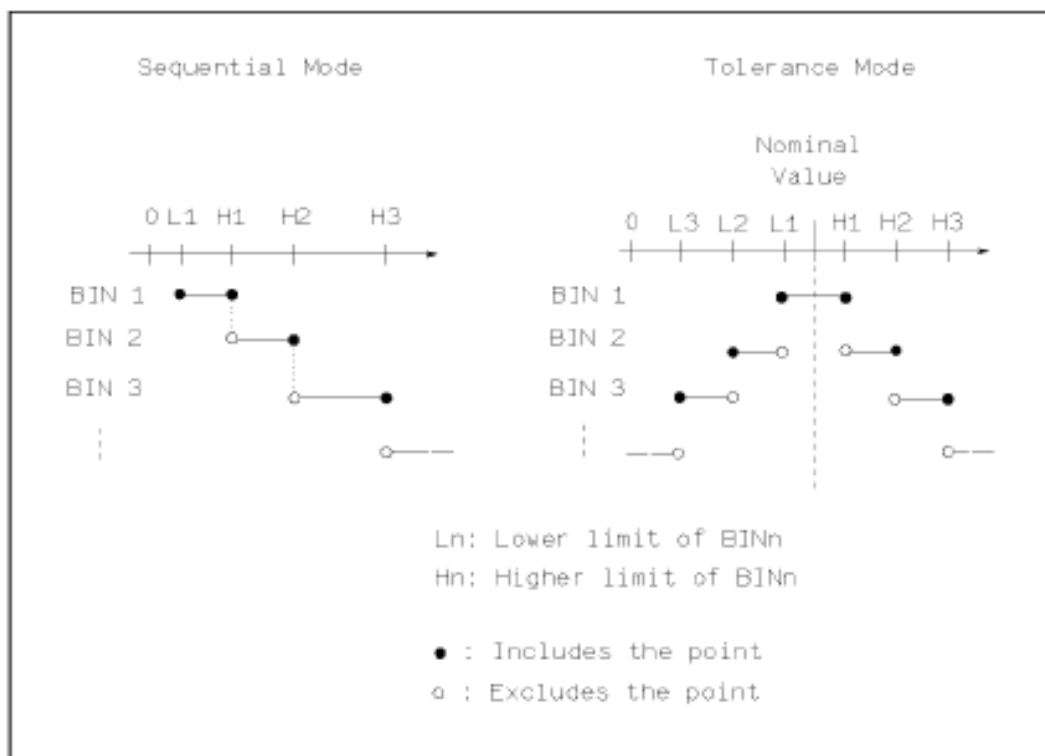 Sequential Mode
Tolerance Mode
Nominal
Value
0 L1 H1 H2 H3
0 L3 L2 L1 H1 H2 H3
BIN 1
BIN 2
BIN 3
BIN 1
BIN 2
BIN 3
Ln: Lower limit of BINn
Hn: Higher limit of BINn
● : Includes the point
○ : Excludes the point